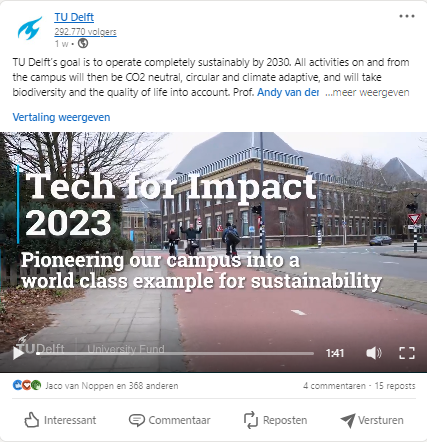 TU Delft
292.770 volgers
1 w •
TU Delft's goal is to operate completely sustainably by 2030. All activities on and from
the campus will then be CO2 neutral, circular and climate adaptive, and will take
biodiversity and the quality of life into account. Prof. Andy van der ...meer weergeven
Vertaling weergeven
Tech for Impact
2023
Pioneering our campus into a
world class example for sustainability
TUDelft University Fund
1:41
Jaco van Noppen en 368 anderen 4 commentaren · 15 reposts
Interessant Commentaar Reposten Versturen